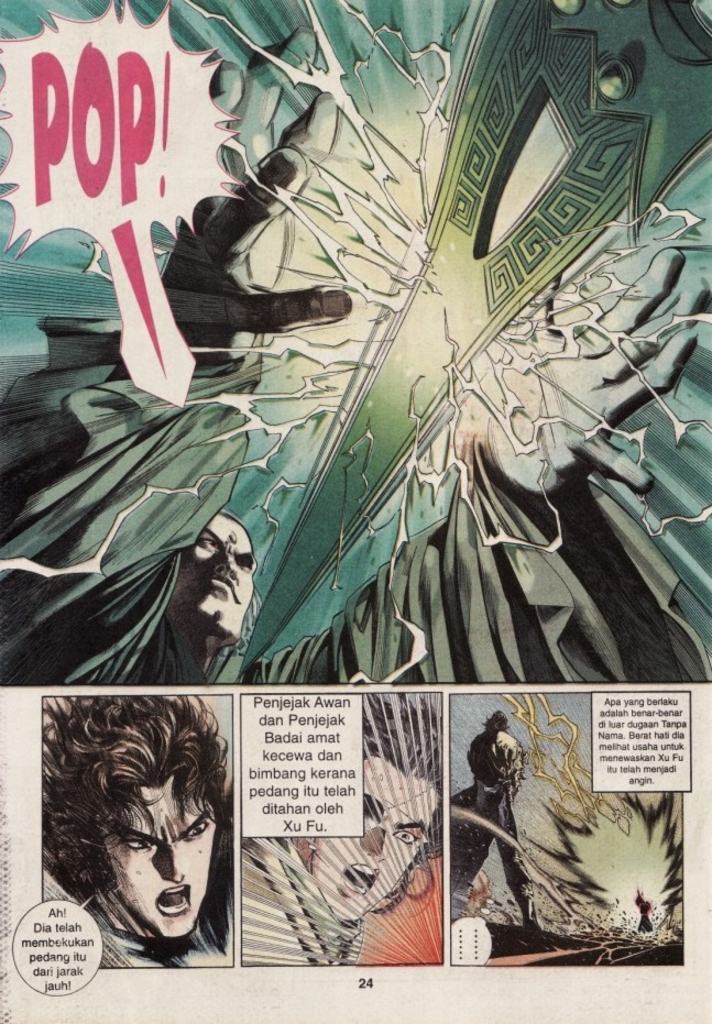 POP!
Ah!
Dia telah
membekukan
pedang itu
dari jarak
jauh!
Penjejak Awan
dan Penjejak
Badai amat
kecewa dan
bimbang kerana
pedang itu telah
ditahan oleh
Xu Fu.
Apa yang berlaku
adalah benar-benar
di luar dugaan Tanpa
Nama. Berat hati dia
melihat usaha untuk
menewaskan Xu Fu
itu telah menjadi
angin.
24